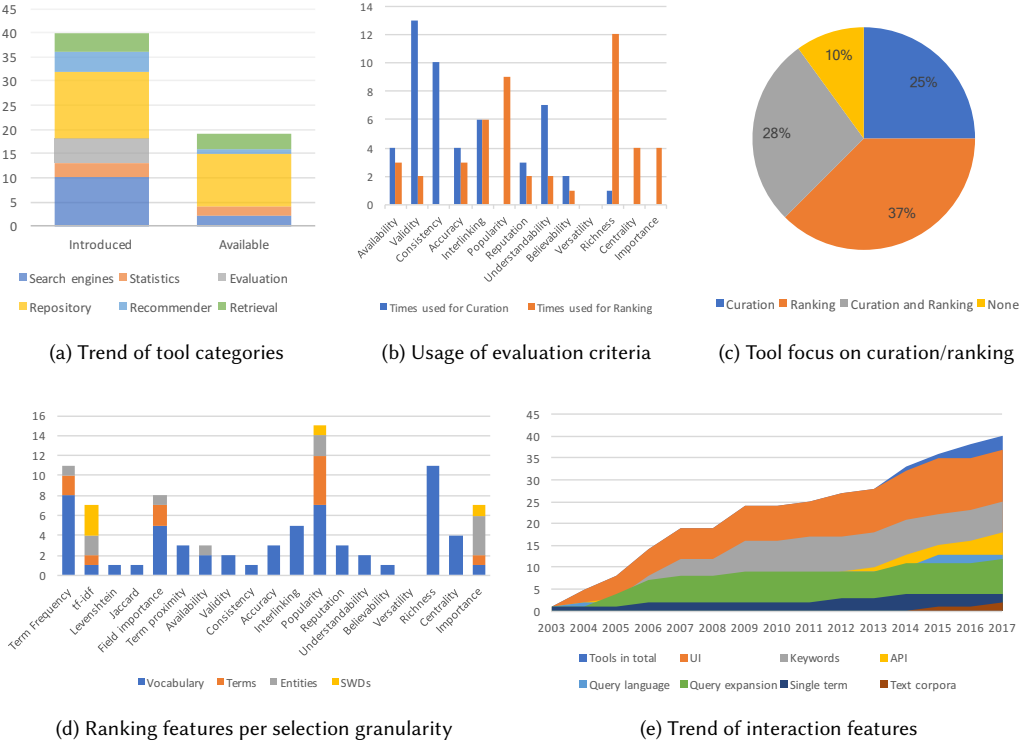 45
40
35
30
25
20
15
10
5
0
Introduced Available
Search engines Statistics Evaluation
Repository Recommender Retrieval
(a) Trend of tool categories
14
12
10
8
6
4
2
0
Availability
Validity
Consistency
Accuracy
Interlinking
Popularity
Reputation
Understandability
Believability
Versatility
Richness
Centrality
Importance
Times used for Curation Times used for Ranking
(b) Usage of evaluation criteria
10%
25%
28%
37%
Curation Ranking Curation and Ranking None
(c) Tool focus on curation/ranking
16
14
12
10
8
6
4
2
0
Term Frequency
tf-idf
Levenshtein
Jaccard
Field importance
Term proximity
Availability
Validity
Consistency
Accuracy
Interlinking
Popularity
Reputation
Understandability
Believability
Versatility
Richness
Centrality
Importance
Vocabulary Terms Entities SWDs
(d) Ranking features per selection granularity
45
40
35
30
25
20
15
10
5
0
2003 2004 2005 2006 2007 2008 2009 2010 2011 2012 2013 2014 2015 2016 2017
Tools in total UI Keywords API
Query language Query expansion Single term Text corpora
(e) Trend of interaction features